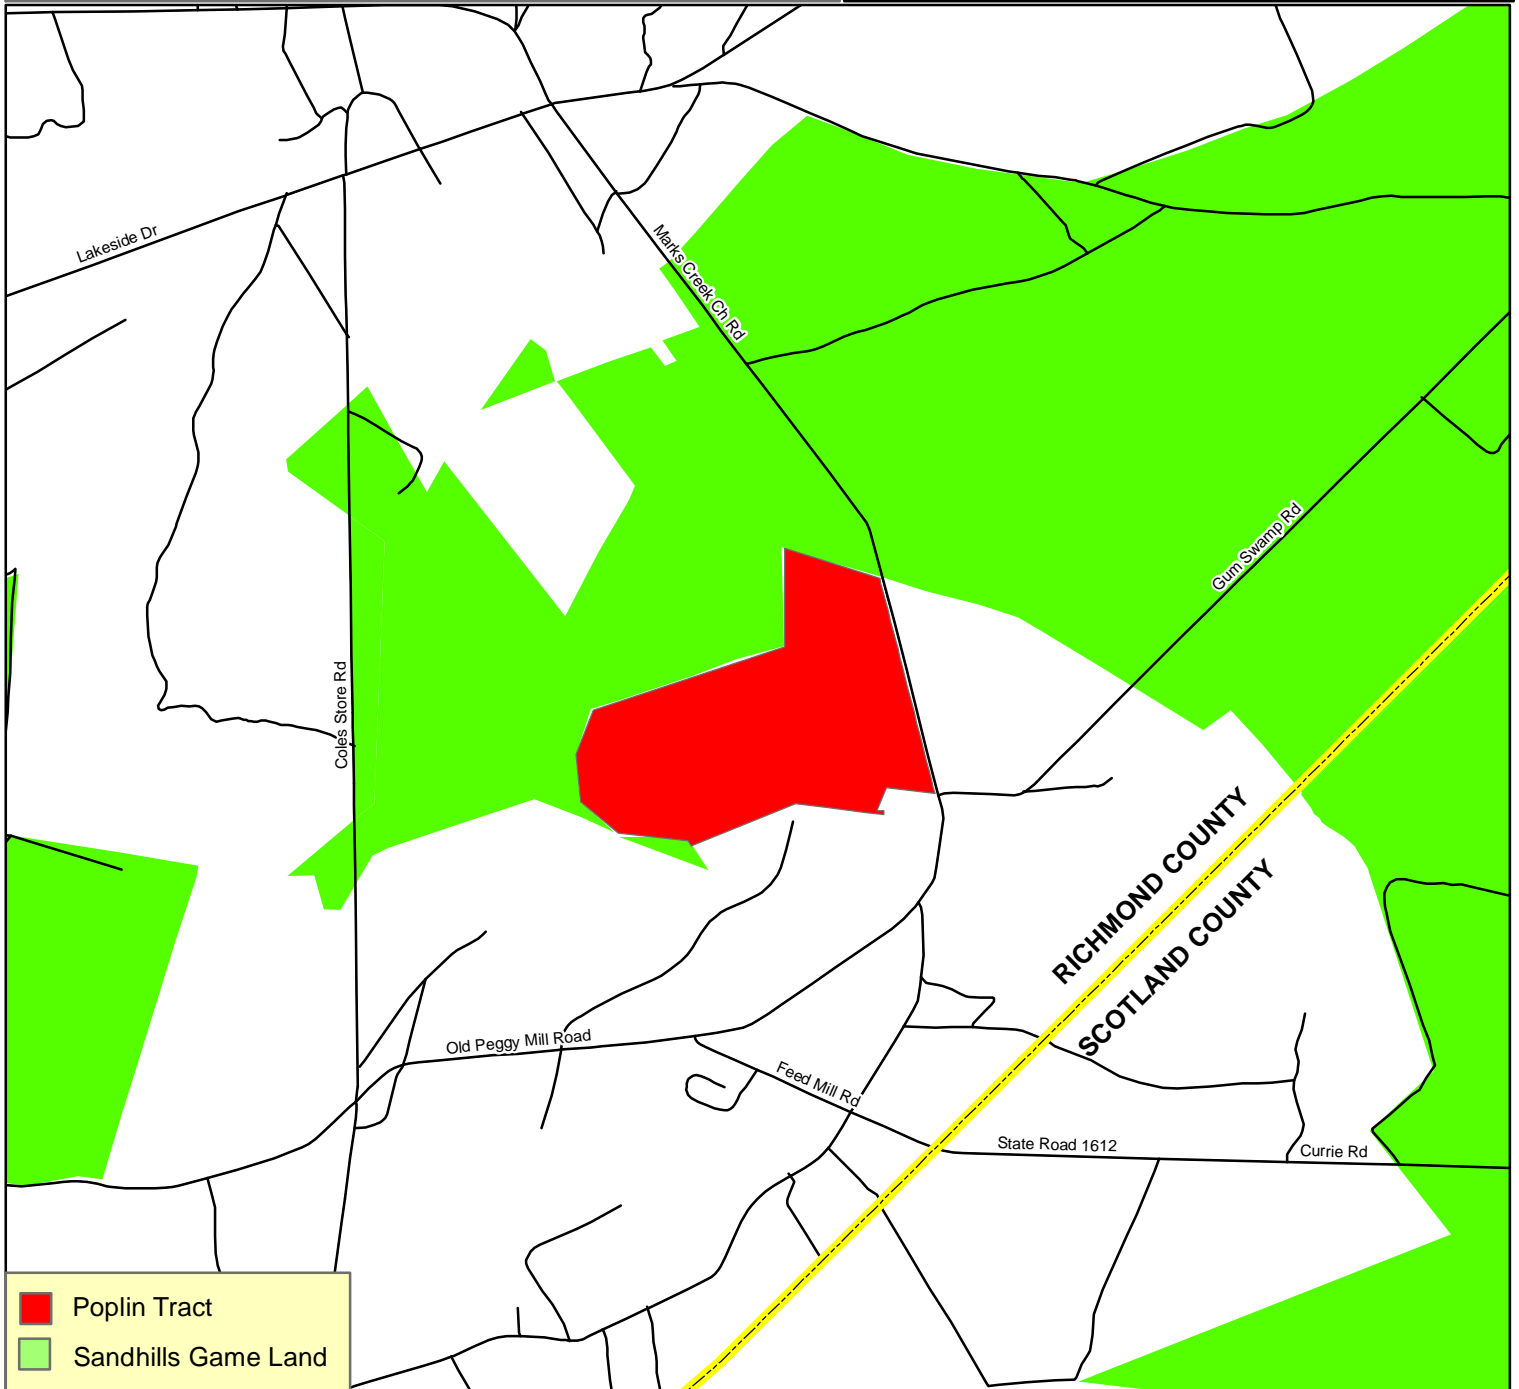 Lakeside Dr
Marks Creek Ch Rd
Gum Swamp Rd
Coles Store Rd
RICHMOND COUNTY
SCOTLAND COUNTY
Old Peggy Mill Road
Feed Mill Rd
State Road 1612
Currie Rd
Poplin Tract
Sandhills Game Land